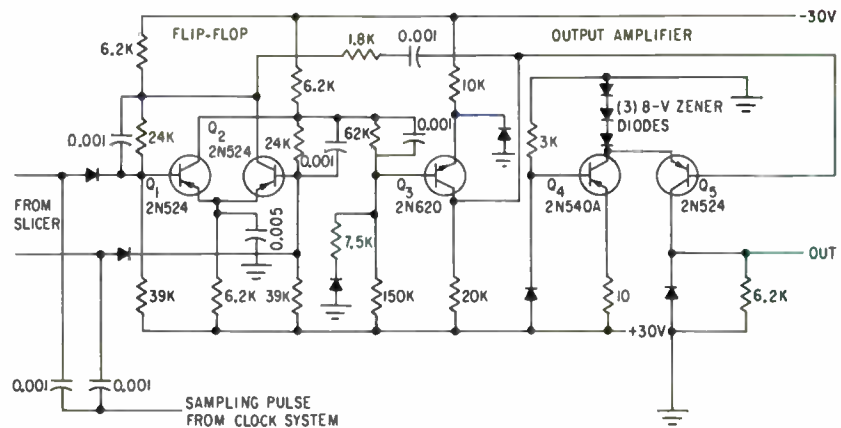 -30V
FLIP-FLOP
OUTPUT AMPLIFIER
6.2K
1.8K
0.001
6.2K
10K
(3) 8-V ZENER
DIODES
0.001
24K
Q2
2N524
24K
0.001
62K
0.001
3K
Q1
2N524
Q3
2N620
Q4
2N540A
Q5
2N524
FROM
SLICER
0.005
7.5K
OUT
39K
6.2K
39K
150K
20K
10
6.2K
+30V
0.001
0.001
SAMPLING PULSE
FROM CLOCK SYSTEM